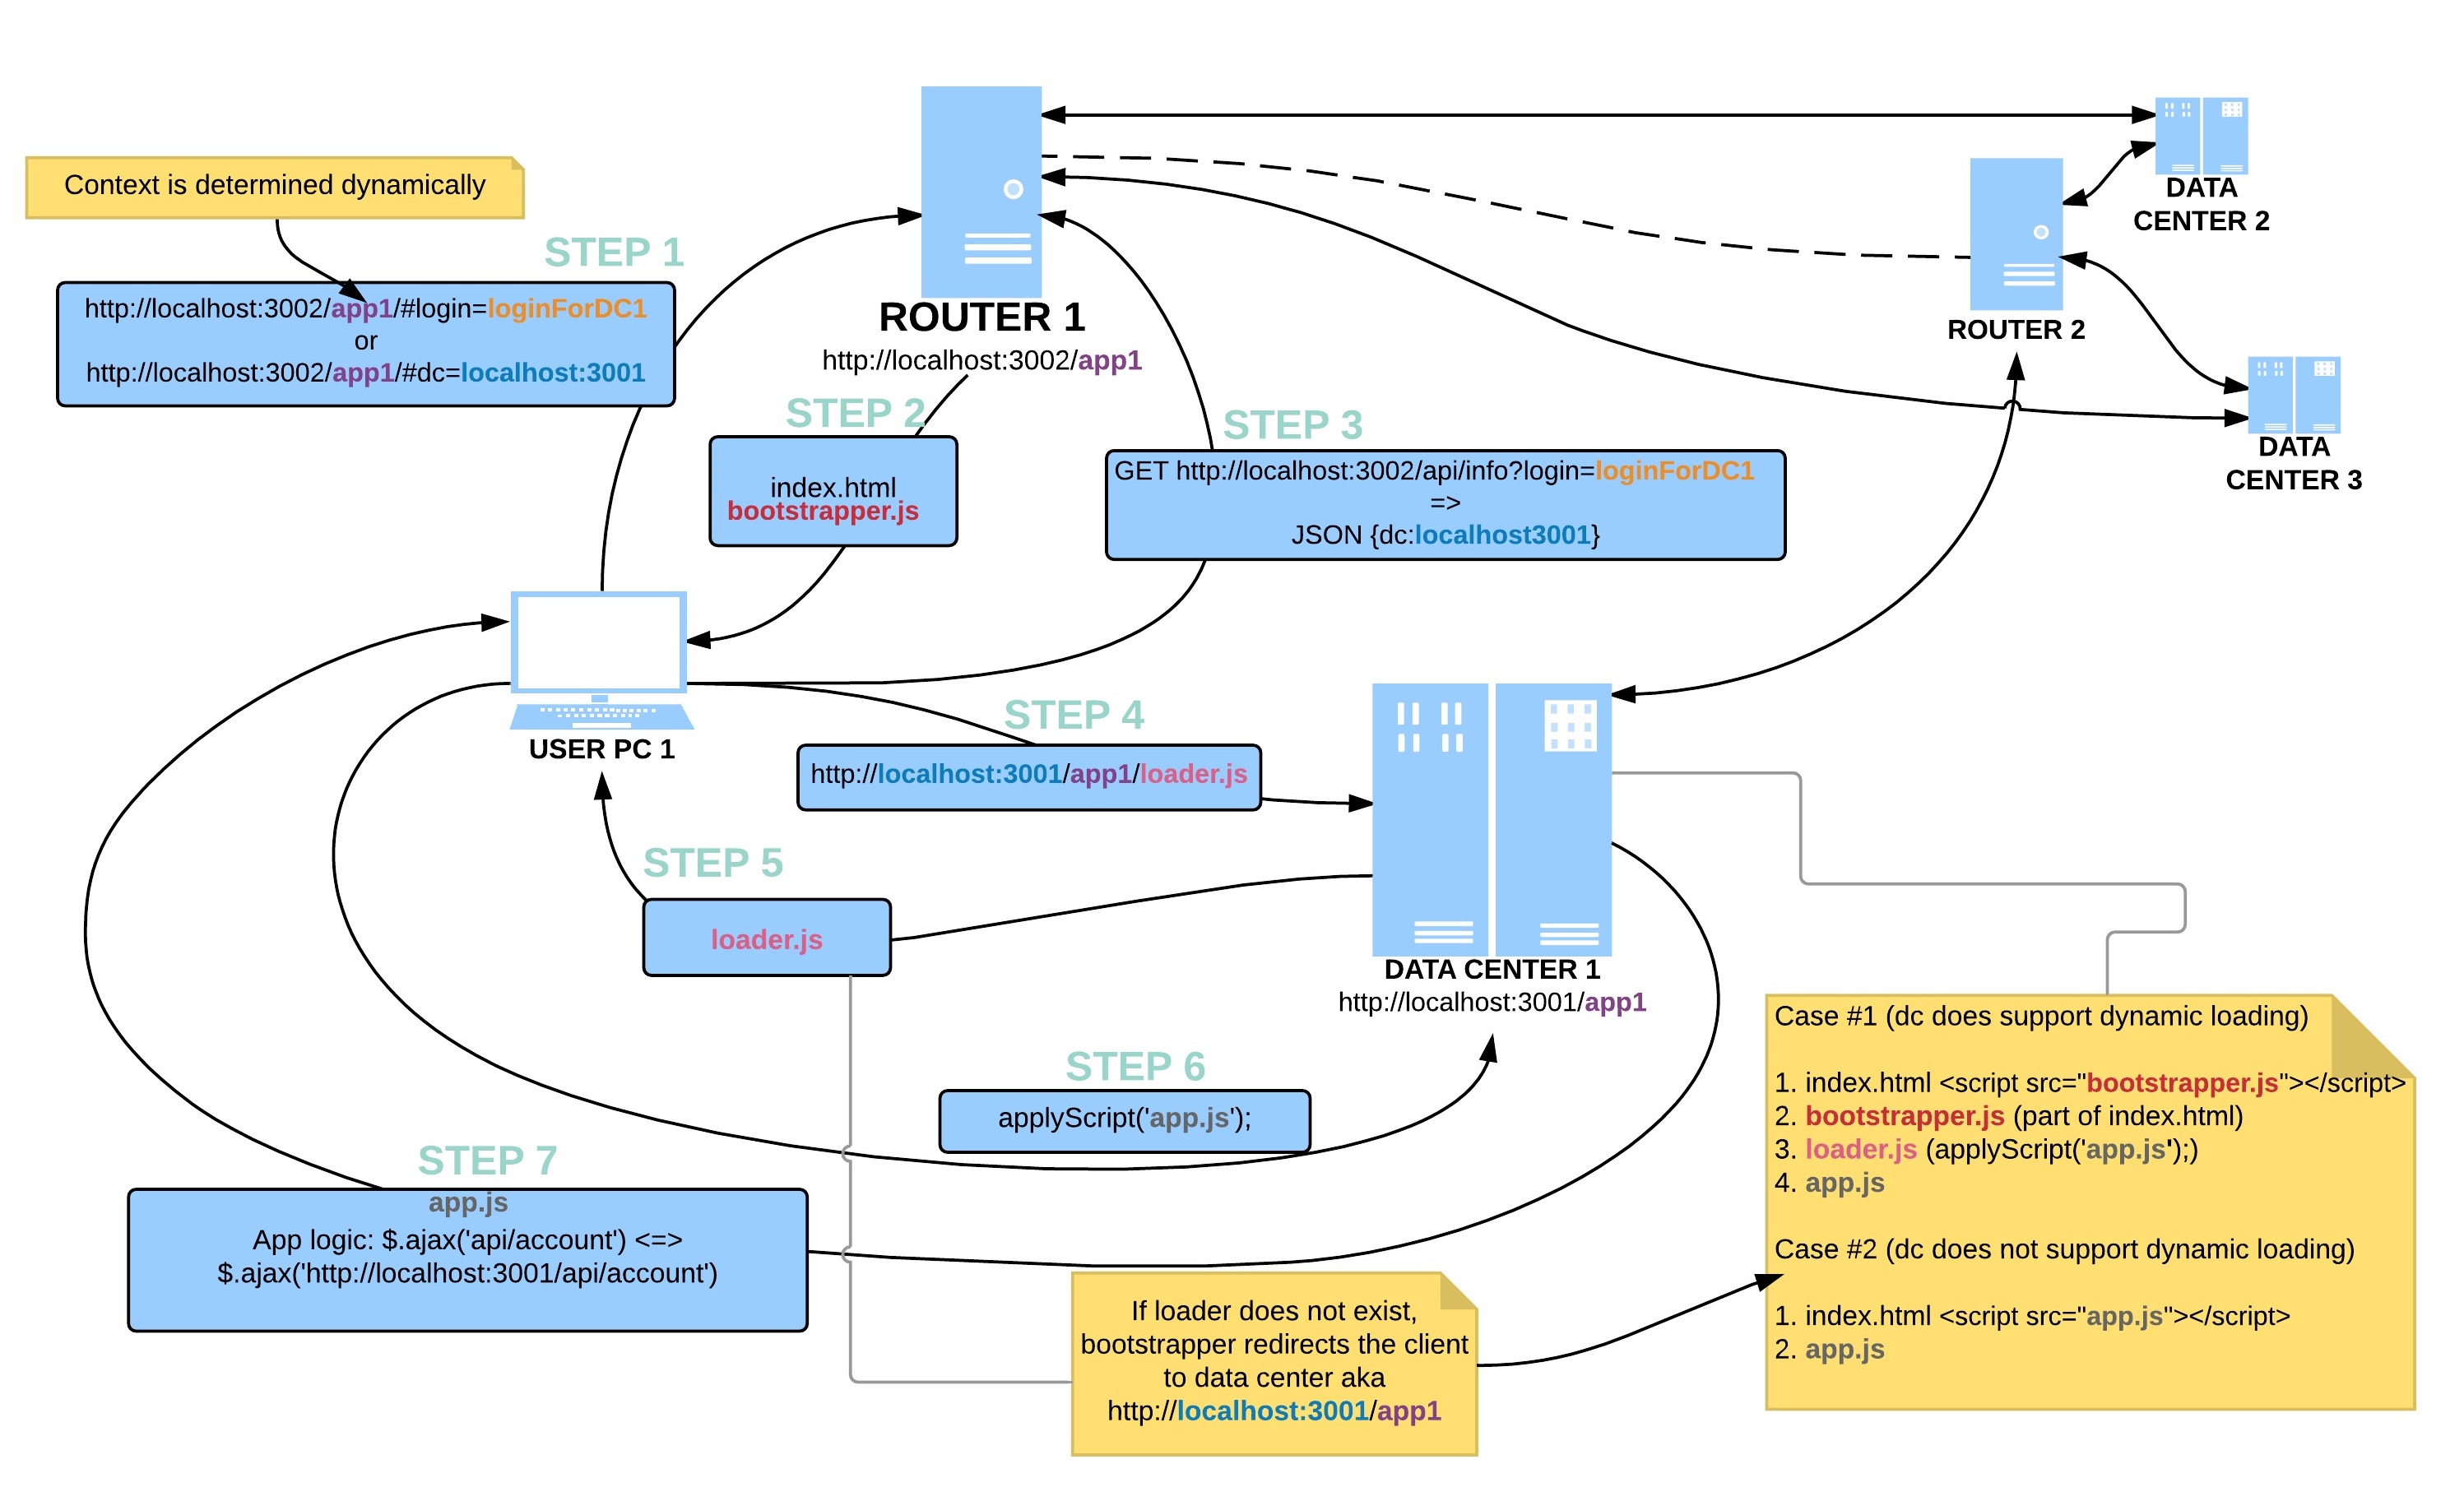 Context is determined dynamically
STEP 1
http://localhost:3002/app1/#login=loginForDC1
or
http://localhost:3002/app1/#dc=localhost:3001
ROUTER 1
http://localhost:3002/app1
STEP 2
index.html
bootstrapper.js
STEP 3
GET http://localhost:3002/api/info?login=loginForDC1
=>
JSON {dc:localhost3001}
DATA
CENTER 2
ROUTER 2
DATA
CENTER 3
USER PC 1
STEP 4
http://localhost:3001/app1/loader.js
STEP 5
loader.js
DATA CENTER 1
http://localhost:3001/app1
STEP 6
applyScript('app.js');
STEP 7
app.js
App logic: $.ajax('api/account') <=>
$.ajax('http://localhost:3001/api/account')
If loader does not exist,
bootstrapper redirects the client
to data center aka
http://localhost:3001/app1
Case #1 (dc does support dynamic loading)
1. index.html <script src="bootstrapper.js"></script>
2. bootstrapper.js (part of index.html)
3. loader.js (applyScript('app.js');)
4. app.js
Case #2 (dc does not support dynamic loading)
1. index.html <script src="app.js"></script>
2. app.js